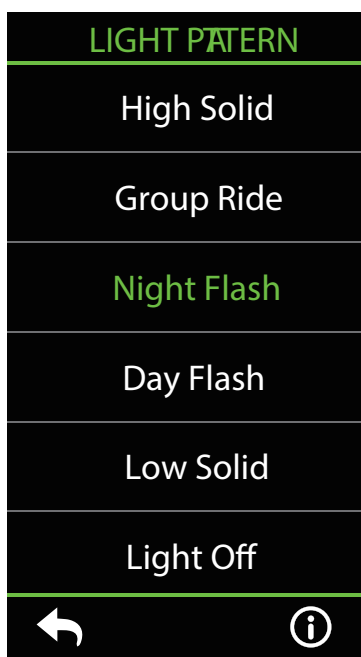 LIGHT PATTERN
High Solid
Group Ride
Night Flash
Day Flash
Low Solid
Light Off